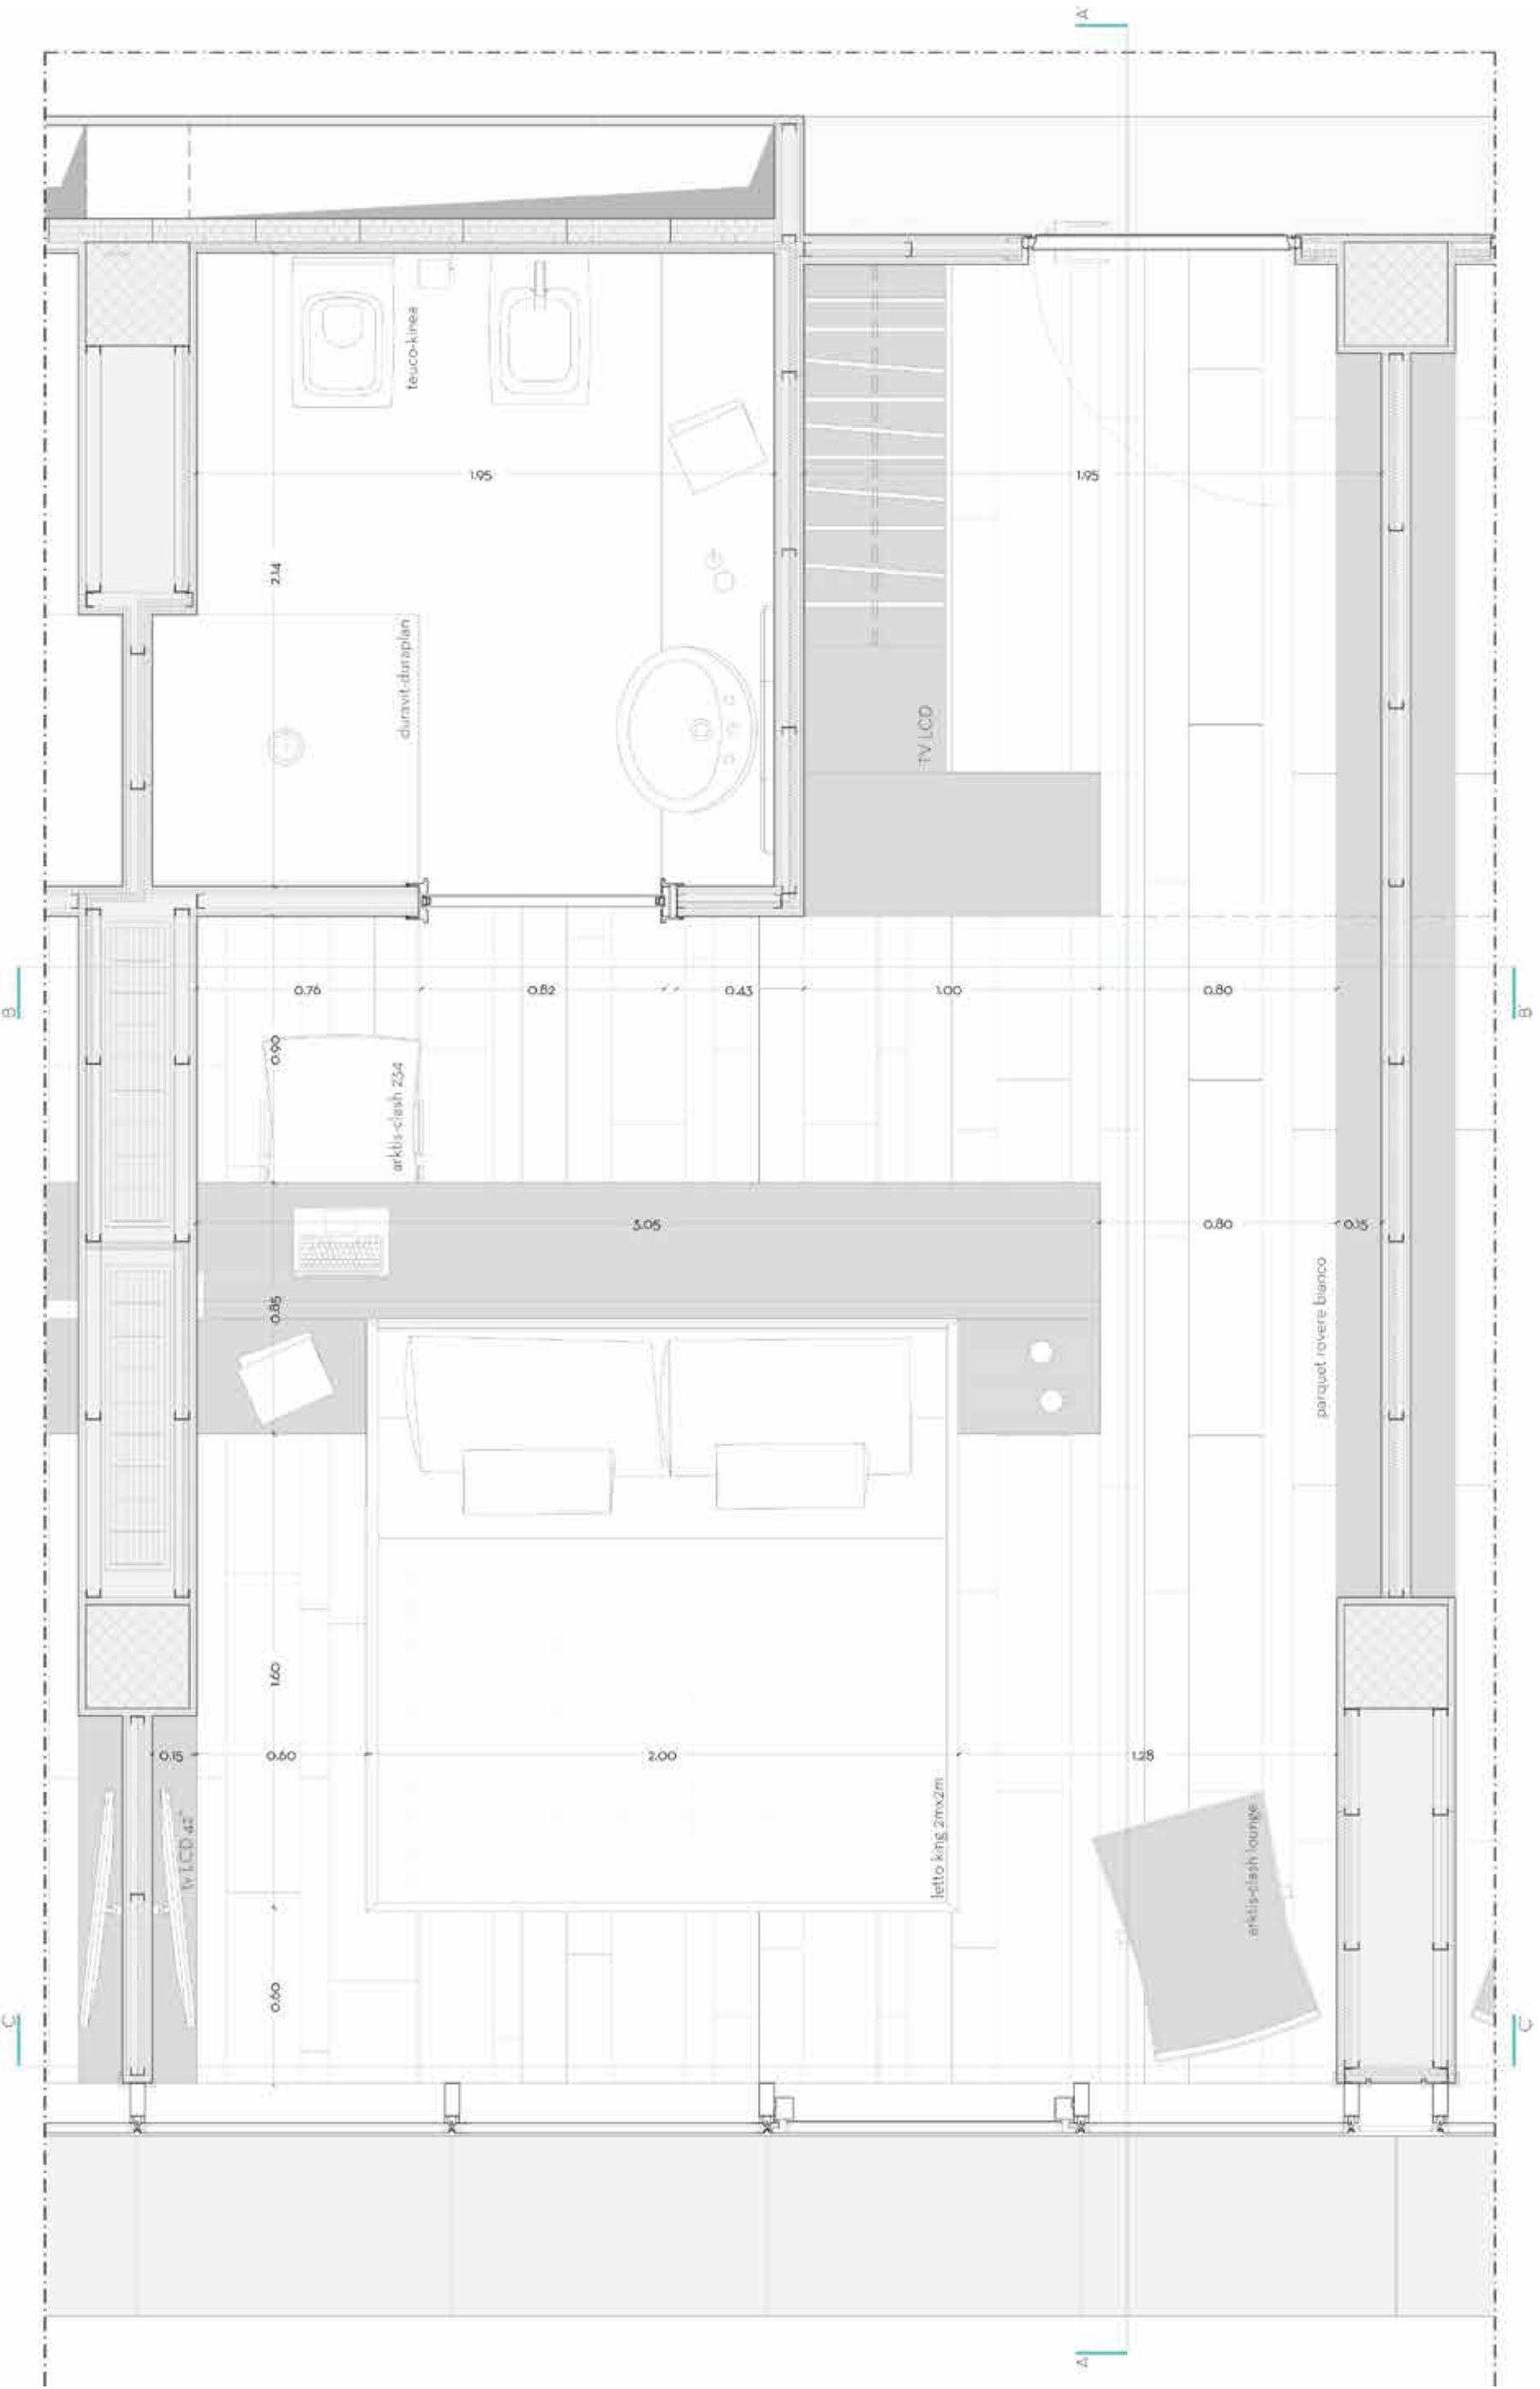 A'
teuco-kinea
1.95
1.95
2.14
duravit-duraplan
TV LCD
B
0.76
0.82
0.43
1.00
0.80
B'
0.90
arktis-clash 234
3.05
0.80
0.15
0.85
parquet rovere bianco
1.60
0.15
0.60
2.00
1.28
tv LCD 42"
letto king 2mx2m
arktis-clash lounge
0.60
C
C'
A